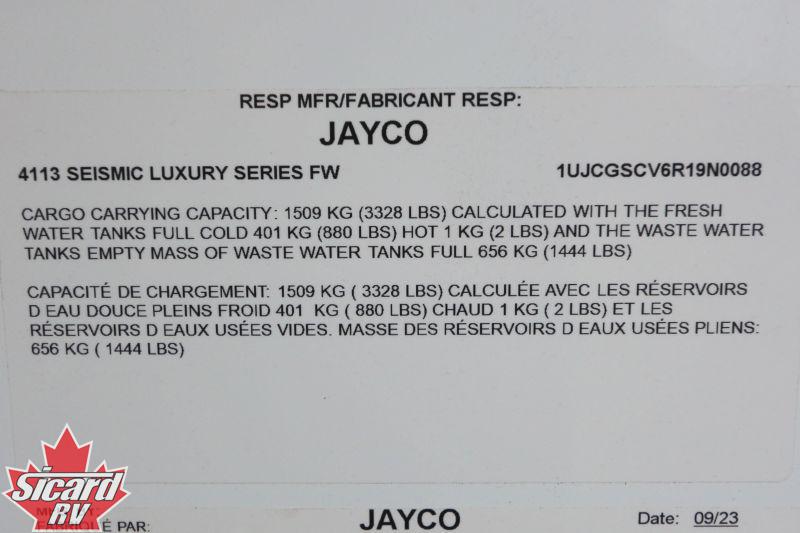 RESP MFR/FABRICANT RESP:
JAYCO
4113 SEISMIC LUXURY SERIES FW 1UJCGSCV6R19N0088
CARGO CARRYING CAPACITY: 1509 KG (3328 LBS) CALCULATED WITH THE FRESH
WATER TANKS FULL COLD 401 KG (880 LBS) HOT 1 KG (2 LBS) AND THE WASTE WATER
TANKS EMPTY MASS OF WASTE WATER TANKS FULL 656 KG (1444 LBS)
CAPACITÉ DE CHARGEMENT: 1509 KG ( 3328 LBS) CALCULÉE AVEC LES RÉSERVOIRS
D EAU DOUCE PLEINS FROID 401 KG ( 880 LBS) CHAUD 1 KG ( 2 LBS) ET LES
RÉSERVOIRS D EAUX USÉES VIDES. MASSE DES RÉSERVOIRS D EAUX USÉES PLIENS:
656 KG ( 1444 LBS)
Sicard
RV
É PAR: JAYCO Date: 09/23